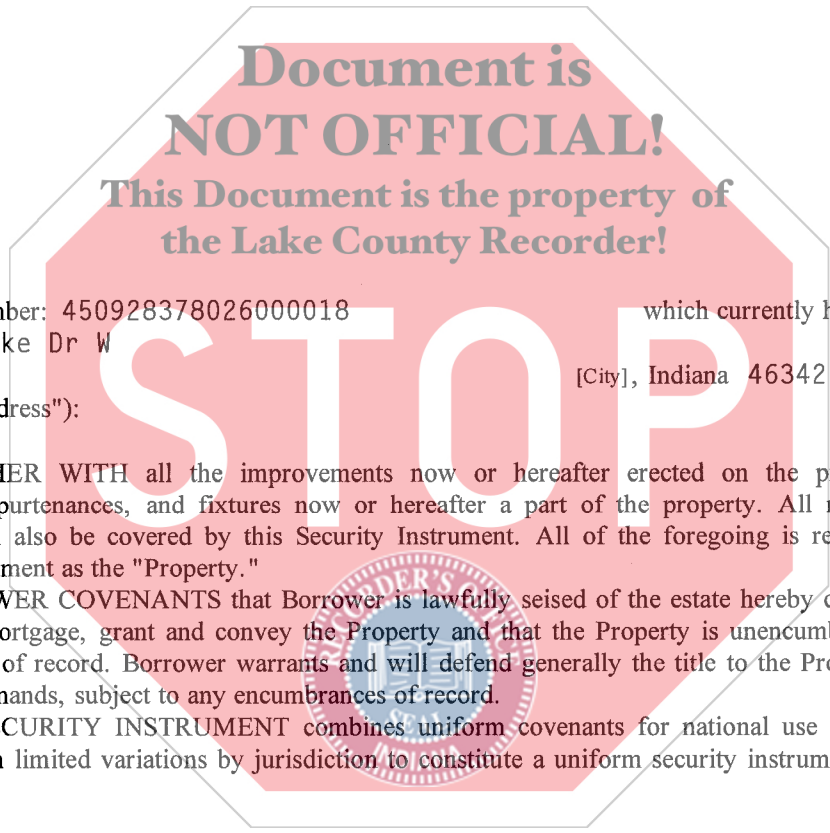 Document is
NOT OFFICIAL!
This Document is the property of
the Lake County Recorder!
nber: 450928378026000018 which currently h
ke Dr W
[City], Indiana 46342
dress"):
STOP
HER WITH all the improvements now or hereafter erected on the p
purtenances, and fixtures now or hereafter a part of the property. All
also be covered by this Security Instrument. All of the foregoing is re
ment as the "Property."
WER COVENANTS that Borrower is lawfully seised of the estate hereby
ortgage, grant and convey the Property and that the Property is unencumb
of record. Borrower warrants and will defend generally the title to the Pro
nands, subject to any encumbrances of record.
CURITY INSTRUMENT combines uniform covenants for national use
limited variations by jurisdiction to constitute a uniform security instrum
RECORDER'S OFFICE
SEAL
INDIANA